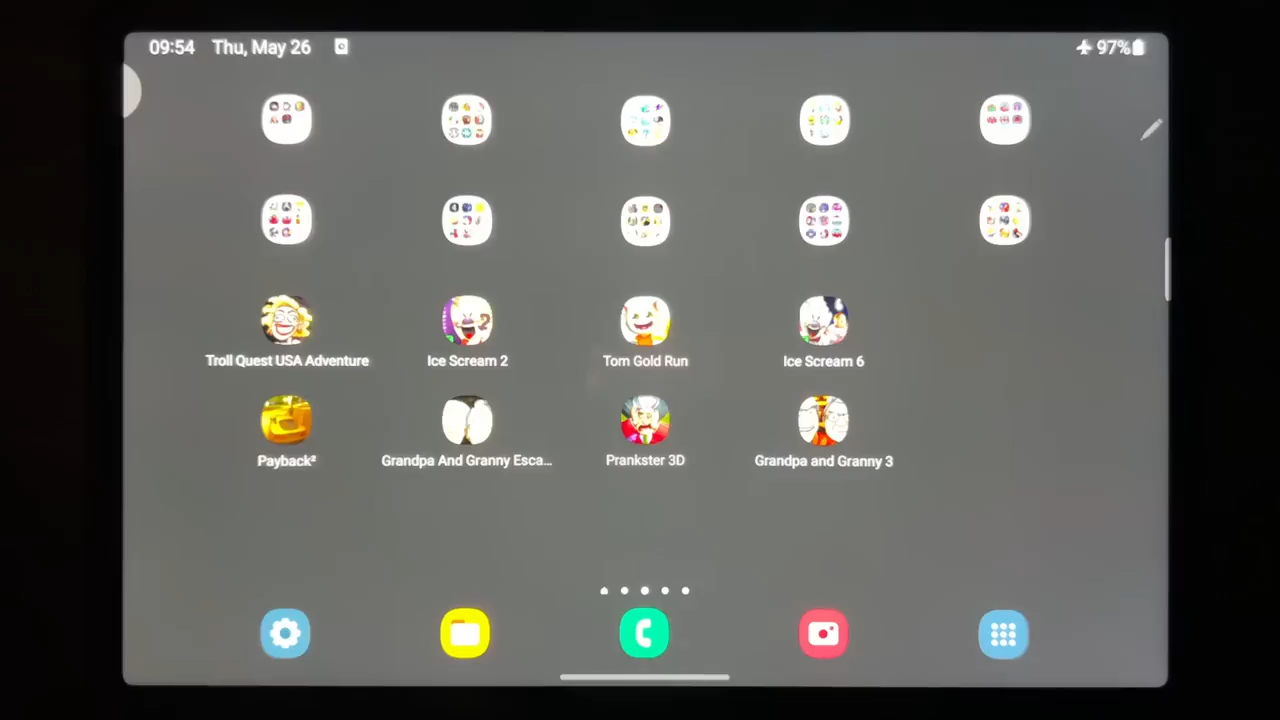 09:54 Thu, May 26 97%
Troll Quest USA Adventure Ice Scream 2 Tom Gold Run Ice Scream 6
Payback² Grandpa And Granny Esca... Prankster 3D Grandpa and Granny 3